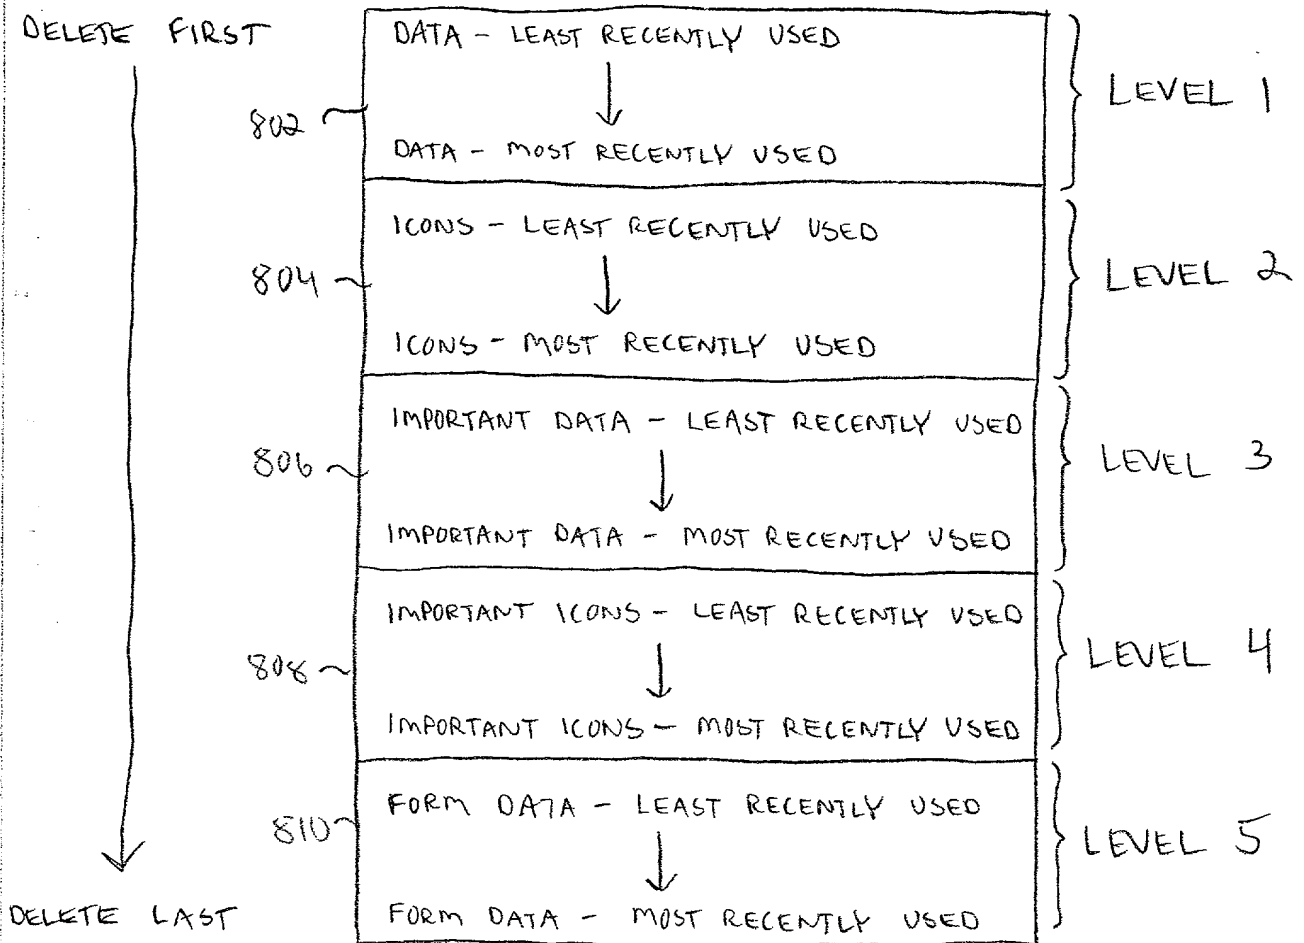 DELETE FIRST
DATA - LEAST RECENTLY USED
LEVEL 1
802
DATA - MOST RECENTLY USED
ICONS - LEAST RECENTLY USED
804
LEVEL 2
ICONS - MOST RECENTLY USED
IMPORTANT DATA - LEAST RECENTLY USED
806
LEVEL 3
IMPORTANT DATA - MOST RECENTLY USED
IMPORTANT ICONS - LEAST RECENTLY USED
808
LEVEL 4
IMPORTANT ICONS - MOST RECENTLY USED
FORM DATA - LEAST RECENTLY USED
810
LEVEL 5
DELETE LAST
FORM DATA - MOST RECENTLY USED